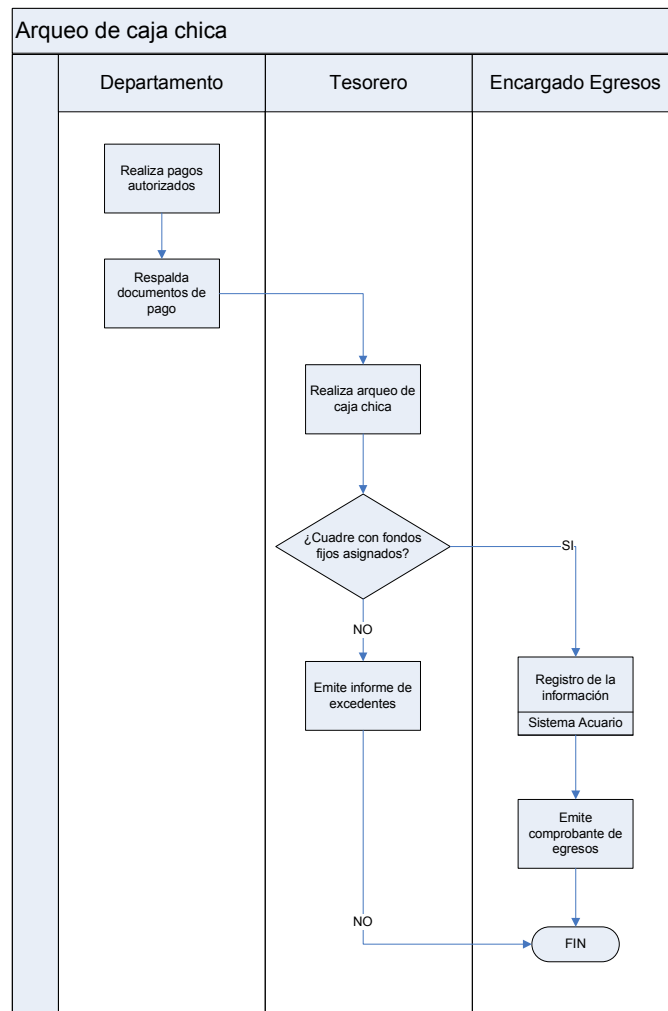 Arqueo de caja chica
Departamento
Tesorero
Encargado Egresos
Realiza pagos
autorizados
Respalda
documentos de
pago
Realiza arqueo de
caja chica
¿Cuadre con fondos
fijos asignados?
SI
NO
Emite informe de
excedentes
Registro de la
información
Sistema Acuario
Emite
comprobante de
egresos
NO
FIN